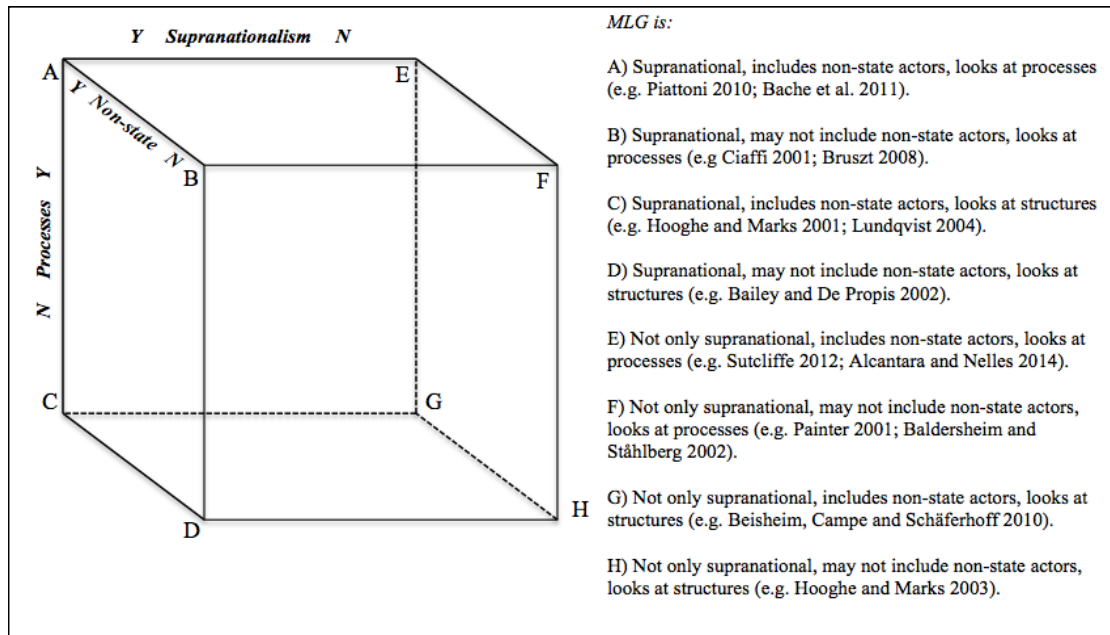 Y Supranationalism N
A
E
Y Non-state N
B
F
N Processes Y
C
G
D
H
MLG is:
A) Supranational, includes non-state actors, looks at processes
(e.g. Piattoni 2010; Bache et al. 2011).
B) Supranational, may not include non-state actors, looks at
processes (e.g Ciaffi 2001; Bruszt 2008).
C) Supranational, includes non-state actors, looks at structures
(e.g. Hooghe and Marks 2001; Lundqvist 2004).
D) Supranational, may not include non-state actors, looks at
structures (e.g. Bailey and De Propis 2002).
E) Not only supranational, includes non-state actors, looks at
processes (e.g. Sutcliffe 2012; Alcantara and Nelles 2014).
F) Not only supranational, may not include non-state actors,
looks at processes (e.g. Painter 2001; Baldersheim and
Ståhlberg 2002).
G) Not only supranational, includes non-state actors, looks at
structures (e.g. Beisheim, Campe and Schäferhoff 2010).
H) Not only supranational, may not include non-state actors,
looks at structures (e.g. Hooghe and Marks 2003).